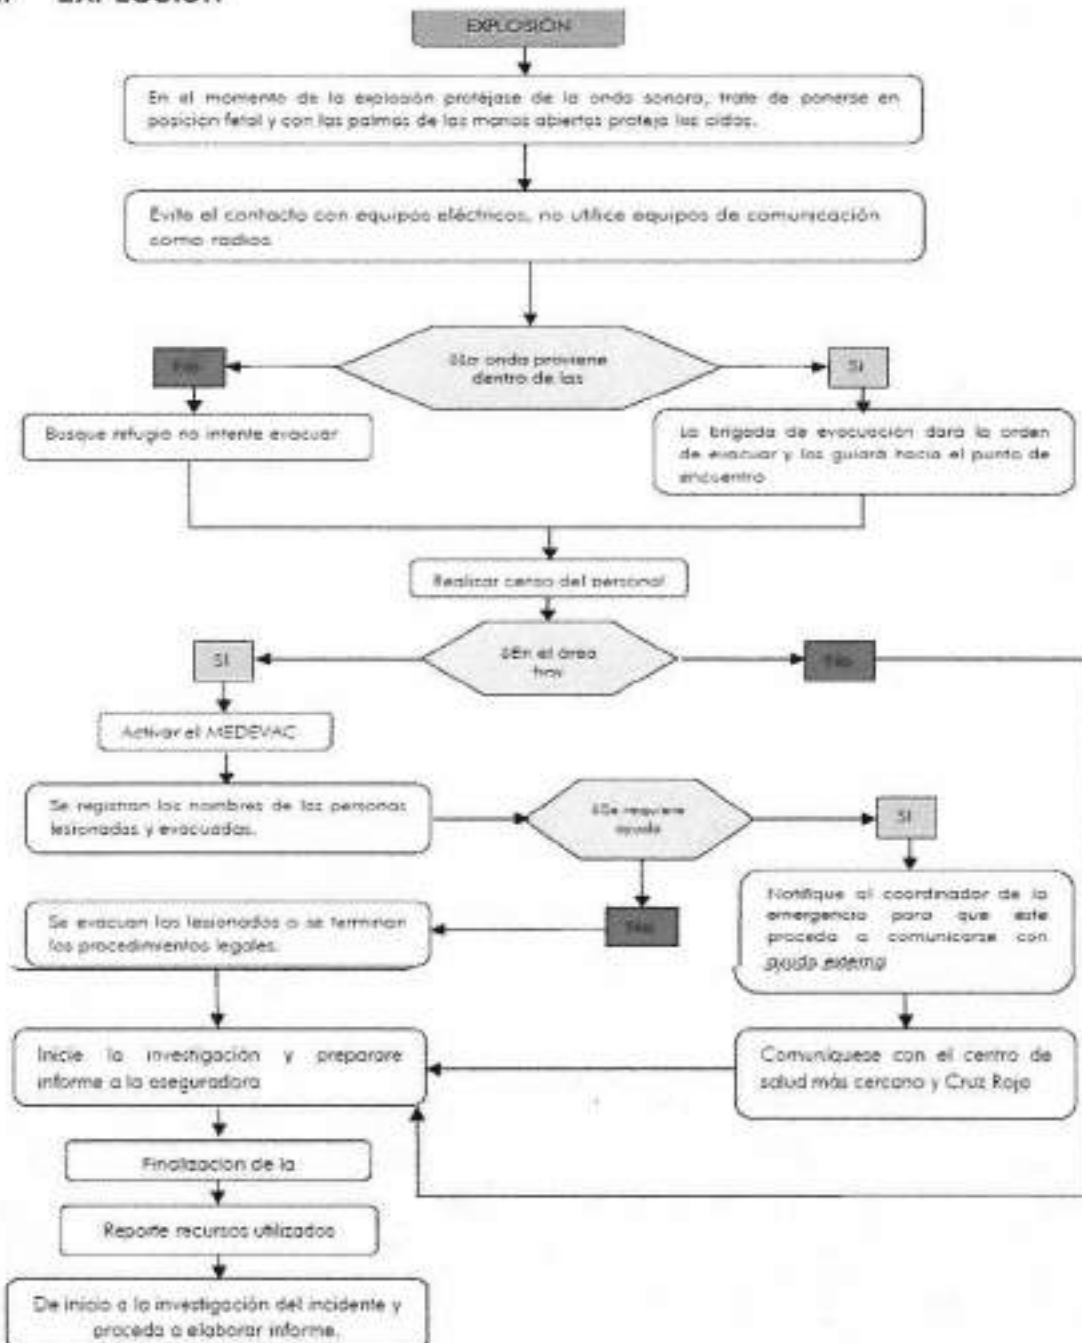 EXPLOSIÓN
EXPLOSIÓN
En el momento de la explosión protéjase de la onda sonora, trate de ponerse en
posición fetal y con las palmas de las manos abiertas proteja los oídos.
Evite el contacto con equipos eléctricos, no utilice equipos de comunicación
como radios
¿La onda proviene
dentro de las
No
SI
Busque refugio no intente evacuar
La brigada de evacuación dará la orden
de evacuar y los guiará hacia el punto de
encuentro
Realizar censo del personal
¿En el área
hay
SI
No
Activar el MEDEVAC
Se registran los nombres de las personas
lesionadas y evacuadas.
¿Se requiere
ayuda
SI
No
Notifique al coordinador de la
emergencia para que este
proceda a comunicarse con
ayuda externa
Se evacuan los lesionados o se terminan
los procedimientos legales.
Inicie la investigación y preparare
informe a la aseguradora
Comuníquese con el centro de
salud más cercano y Cruz Roja
Finalizacion de la
Reporte recursos utilizados
De inicio a la investigación del incidente y
proceda a elaborar informe.